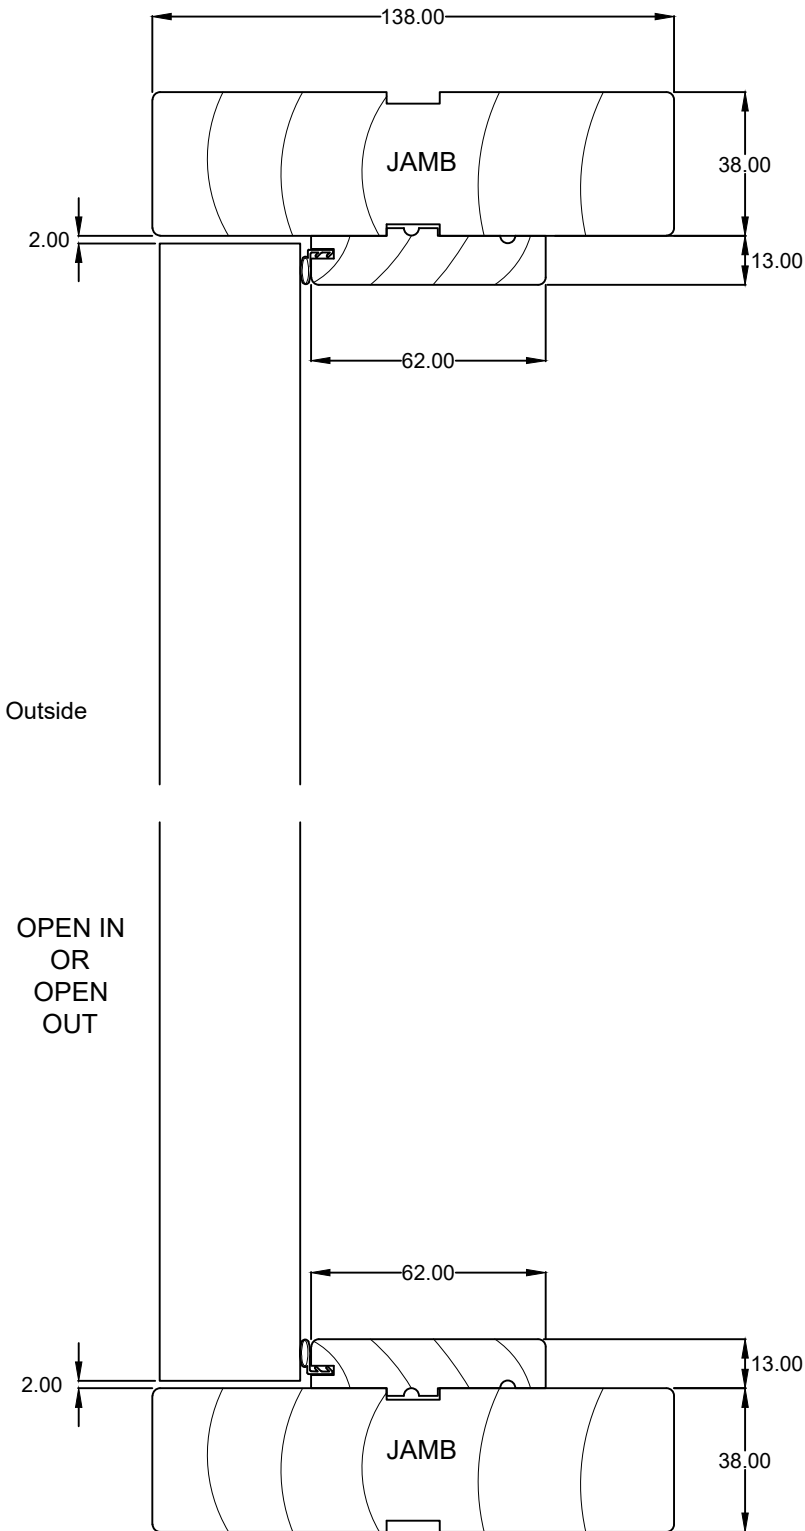 138.00
JAMB
38.00
2.00
13.00
62.00
Outside
OPEN IN
OR
OPEN
OUT
62.00
13.00
2.00
JAMB
38.00